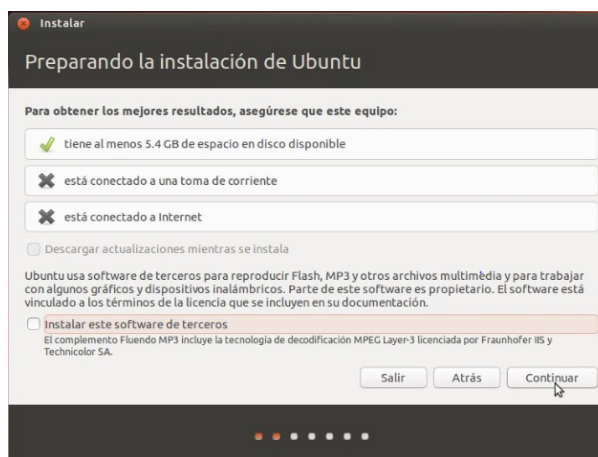 Instalar
Preparando la instalación de Ubuntu
Para obtener los mejores resultados, asegúrese que este equipo:
tiene al menos 5.4 GB de espacio en disco disponible
está conectado a una toma de corriente
está conectado a Internet
Descargar actualizaciones mientras se instala
Ubuntu usa software de terceros para reproducir Flash, MP3 y otros archivos multimedia y para trabajar
con algunos gráficos y dispositivos inalámbricos. Parte de este software es propietario. El software está
vinculado a los términos de la licencia que se incluyen en su documentación.
Instalar este software de terceros
El complemento Fluendo MP3 incluye la tecnología de decodificación MPEG Layer-3 licenciada por Fraunhofer IIS y
Technicolor SA.
Salir Atrás Continuar